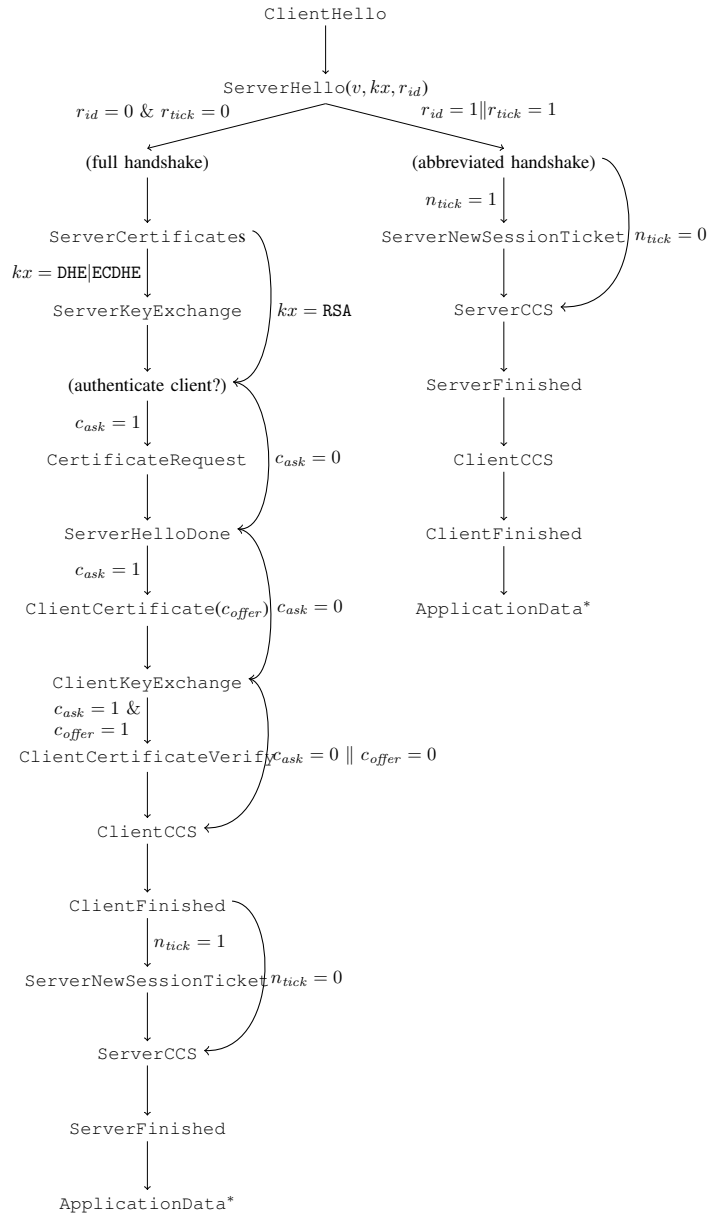 ClientHello
ServerHello(v, kx, r_id)
r_id = 0 & r_tick = 0
r_id = 1||r_tick = 1
(full handshake)
(abbreviated handshake)
n_tick = 1
ServerCertificates
ServerNewSessionTicket
n_tick = 0
kx = DHE|ECDHE
ServerKeyExchange
kx = RSA
ServerCCS
(authenticate client?)
ServerFinished
c_ask = 1
CertificateRequest
c_ask = 0
ClientCCS
ServerHelloDone
ClientFinished
c_ask = 1
ClientCertificate(c_offer)
c_ask = 0
ApplicationData*
ClientKeyExchange
c_ask = 1 &
c_offer = 1
ClientCertificateVerify
c_ask = 0 || c_offer = 0
ClientCCS
ClientFinished
n_tick = 1
ServerNewSessionTicket
n_tick = 0
ServerCCS
ServerFinished
ApplicationData*